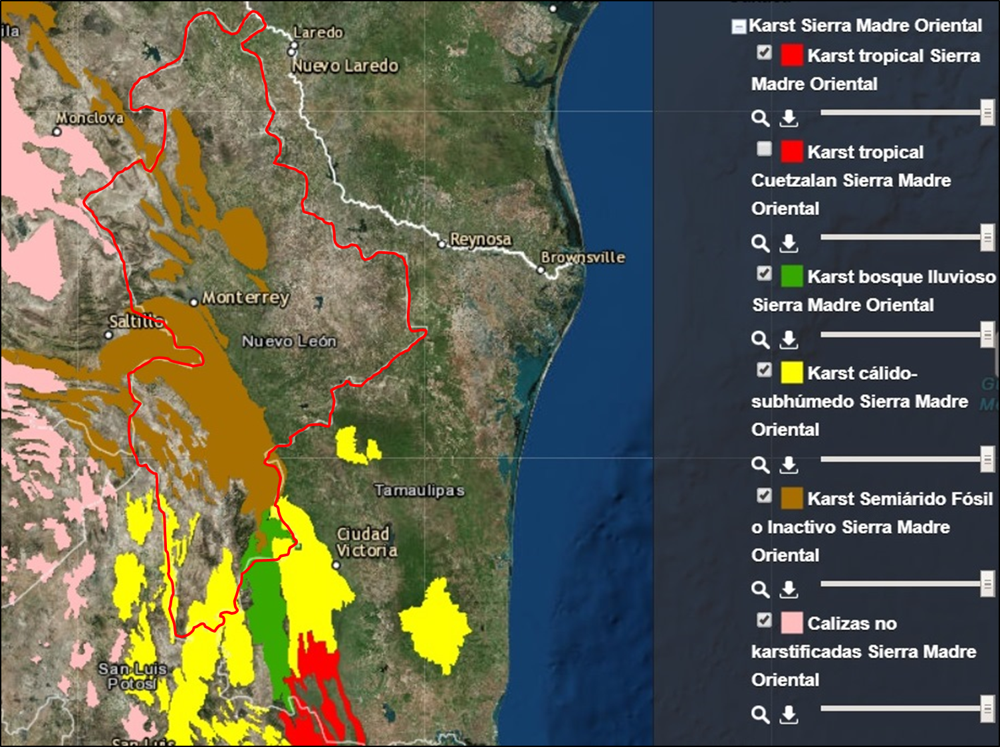 Laredo
Nuevo Laredo
ila
Monclova
Reynosa
Brownsville
Monterrey
Saltillo
Nuevo León
Tamaulipas
Ciudad
Victoria
San Luis
Potosí
San Luis
Karst Sierra Madre Oriental
Karst tropical Sierra
Madre Oriental
Karst tropical
Cuetzalan Sierra Madre
Oriental
Karst bosque lluvioso
Sierra Madre Oriental
Karst cálido-
subhúmedo Sierra Madre
Oriental
Karst Semiárido Fósil
o Inactivo Sierra Madre
Oriental
Calizas no
karstificadas Sierra Madre
Oriental
G
M